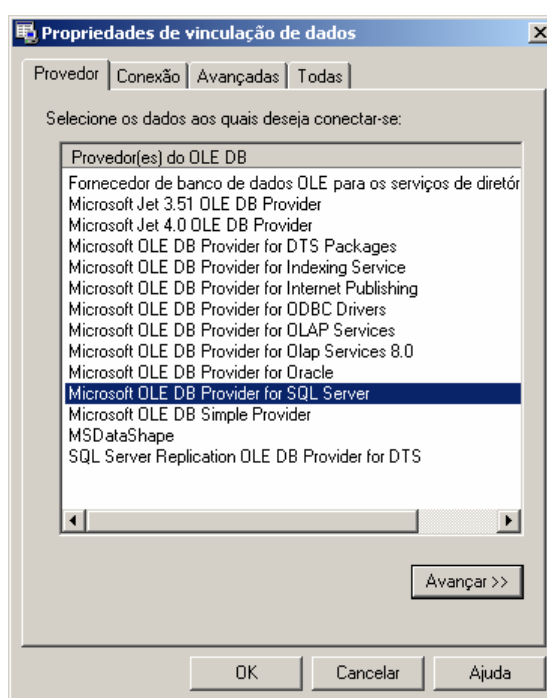 Propriedades de vinculação de dados
Provedor Conexão Avançadas Todas
Selecione os dados aos quais deseja conectar-se:
Provedor(es) do OLE DB
Fornecedor de banco de dados OLE para os serviços de diretór
Microsoft Jet 3.51 OLE DB Provider
Microsoft Jet 4.0 OLE DB Provider
Microsoft OLE DB Provider for DTS Packages
Microsoft OLE DB Provider for Indexing Service
Microsoft OLE DB Provider for Internet Publishing
Microsoft OLE DB Provider for ODBC Drivers
Microsoft OLE DB Provider for OLAP Services
Microsoft OLE DB Provider for Olap Services 8.0
Microsoft OLE DB Provider for Oracle
Microsoft OLE DB Provider for SQL Server
Microsoft OLE DB Simple Provider
MSDataShape
SQL Server Replication OLE DB Provider for DTS
Avançar >>
OK Cancelar Ajuda